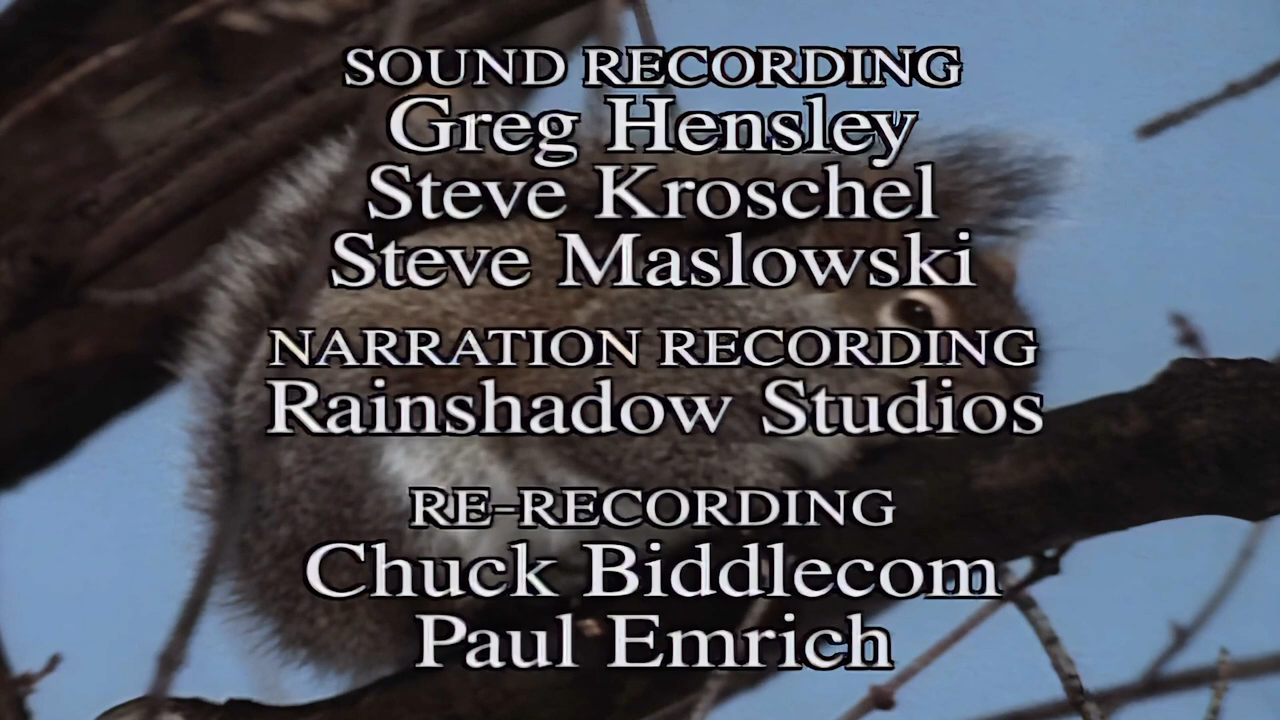 SOUND RECORDING
Greg Hensley
Steve Kroschel
Steve Maslowski
NARRATION RECORDING
Rainshadow Studios
RE-RECORDING
Chuck Biddlecom
Paul Emrich